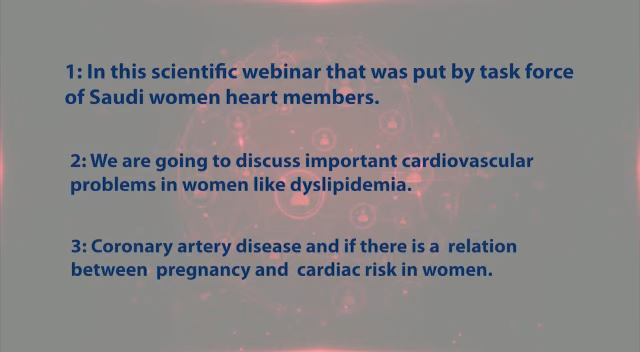 1: In this scientific webinar that was put by task force
of Saudi women heart members.
2: We are going to discuss important cardiovascular
problems in women like dyslipidemia.
3: Coronary artery disease and if there is a relation
between pregnancy and cardiac risk in women.